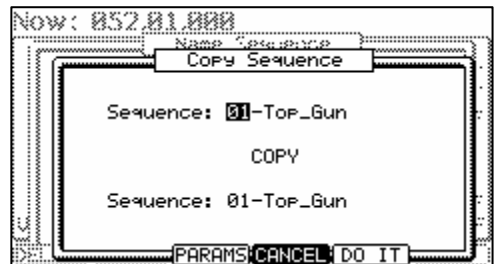 Now: 052.01.000
Name Sequence
Copy Sequence
Sequence: 01-Top_Gun
COPY
Sequence: 01-Top_Gun
PARAMS CANCEL DO IT